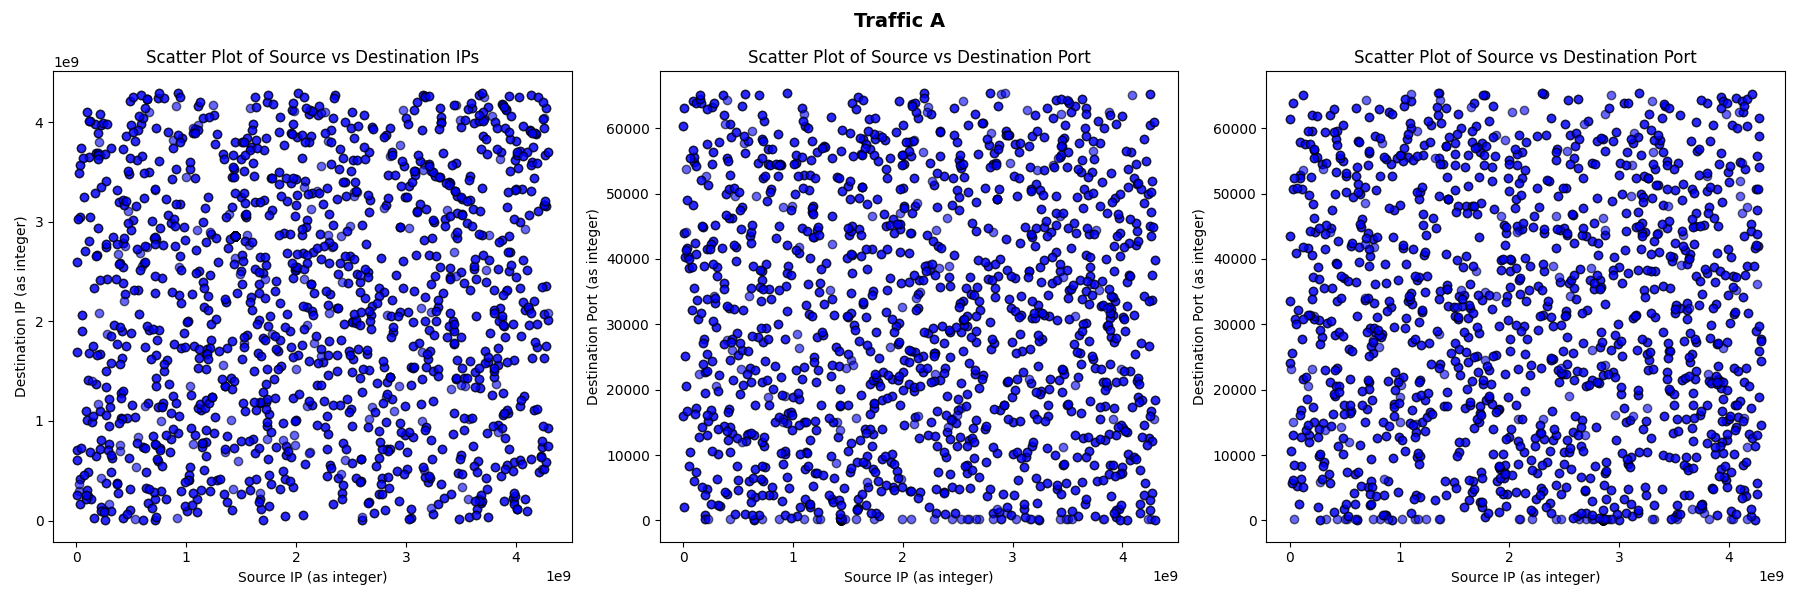 Traffic A
Scatter Plot of Source vs Destination IPs
1e9
Destination IP (as integer)
4
3
2
1
0
0 1 2 3 4
Source IP (as integer)
1e9
Scatter Plot of Source vs Destination Port
Destination Port (as integer)
60000
50000
40000
30000
20000
10000
0
0 1 2 3 4
Source IP (as integer)
1e9
Scatter Plot of Source vs Destination Port
Destination Port (as integer)
60000
50000
40000
30000
20000
10000
0
0 1 2 3 4
Source IP (as integer)
1e9